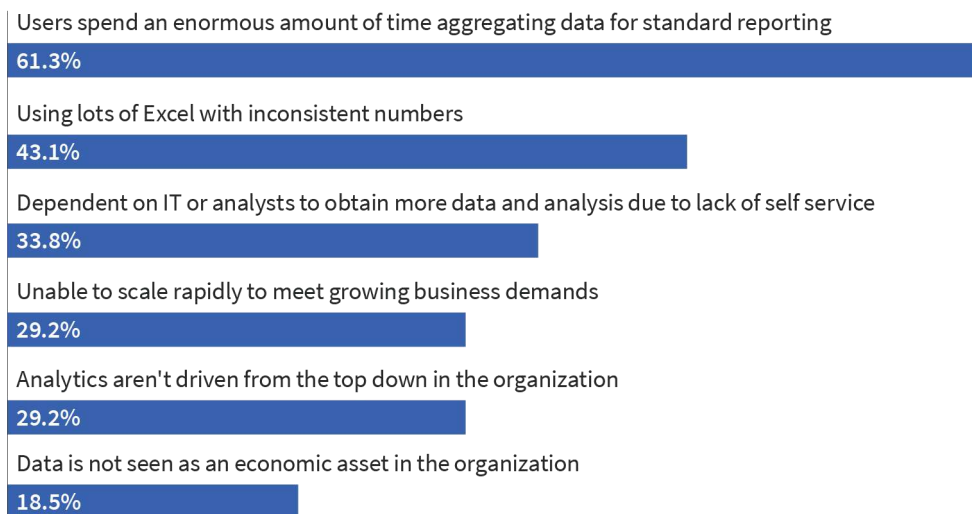 Users spend an enormous amount of time aggregating data for standard reporting
61.3%
Using lots of Excel with inconsistent numbers
43.1%
Dependent on IT or analysts to obtain more data and analysis due to lack of self service
33.8%
Unable to scale rapidly to meet growing business demands
29.2%
Analytics aren't driven from the top down in the organization
29.2%
Data is not seen as an economic asset in the organization
18.5%